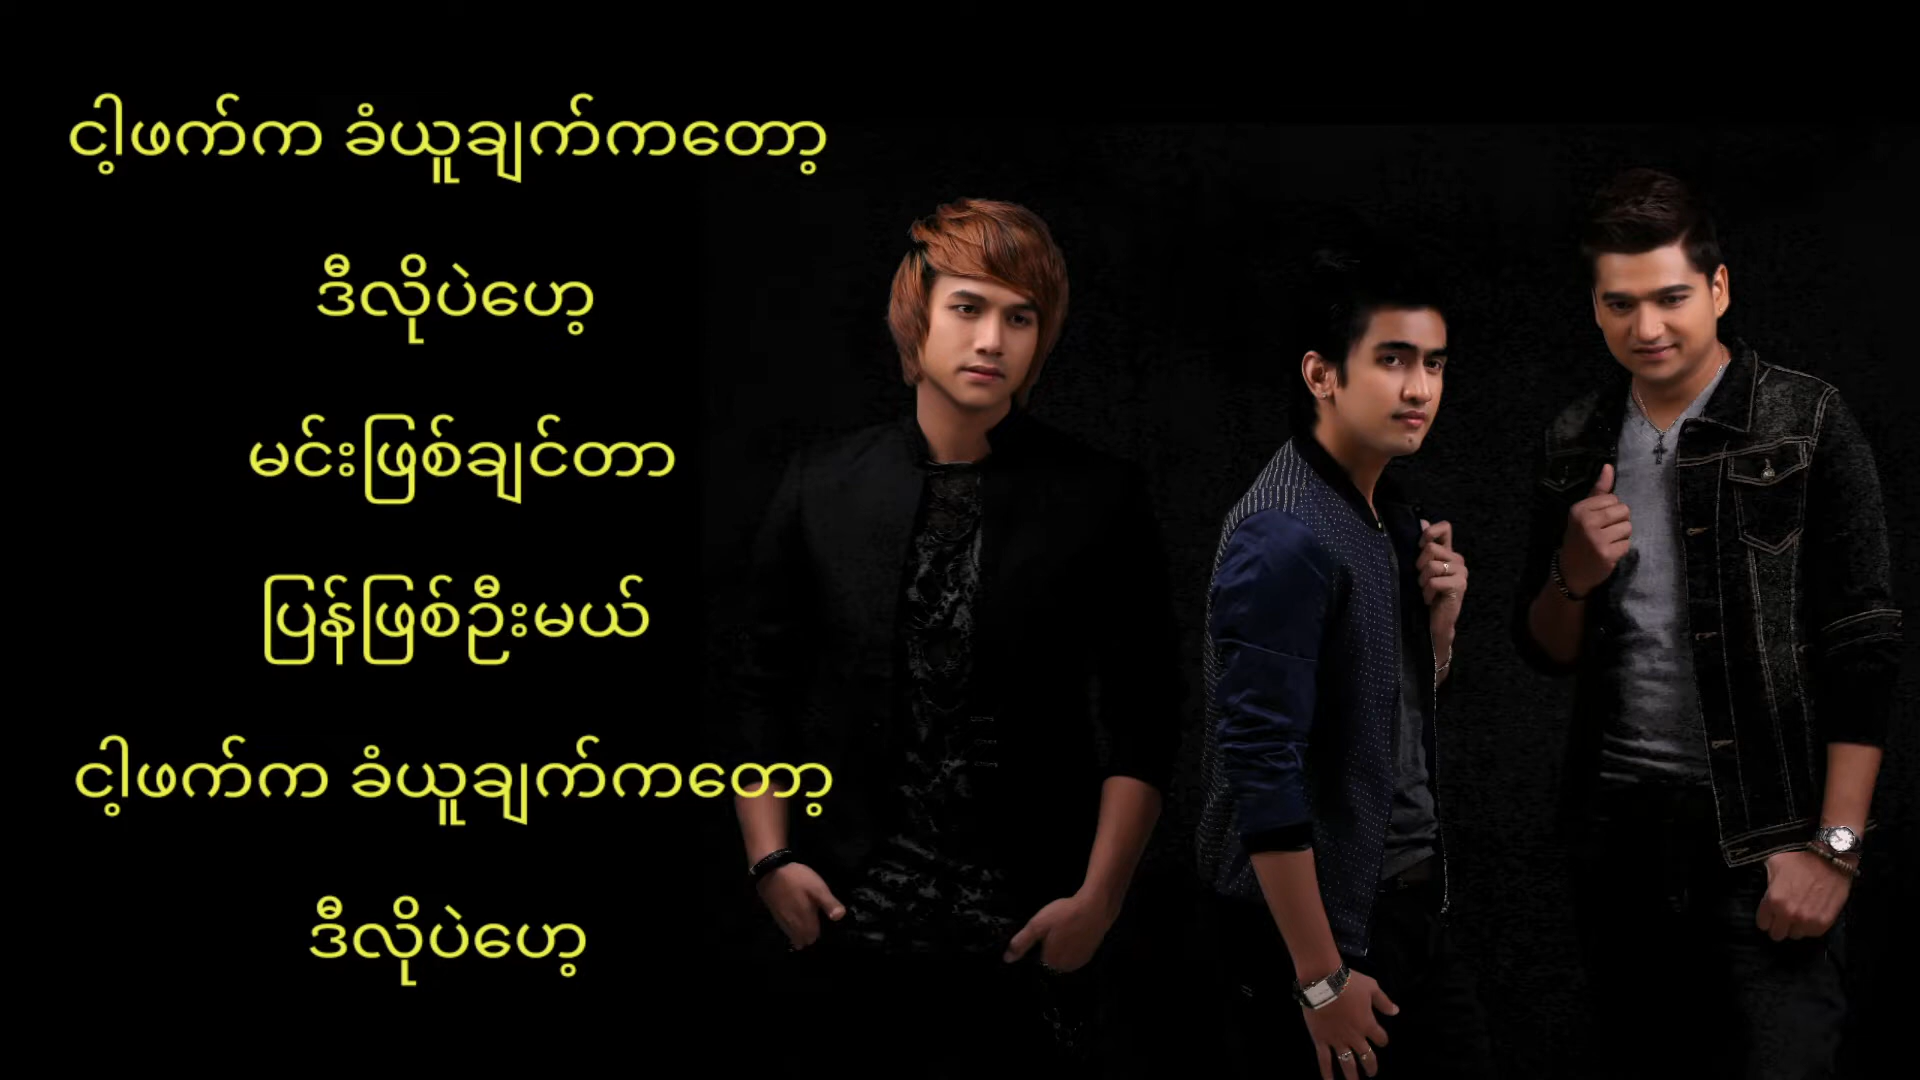 ငါ့ဖက်က ခံယူချက်ကတော့
ဒီလိုပဲဟေ့
မင်းဖြစ်ချင်တာ
ပြန်ဖြစ်ဦးမယ်
ငါ့ဖက်က ခံယူချက်ကတော့
ဒီလိုပဲဟေ့